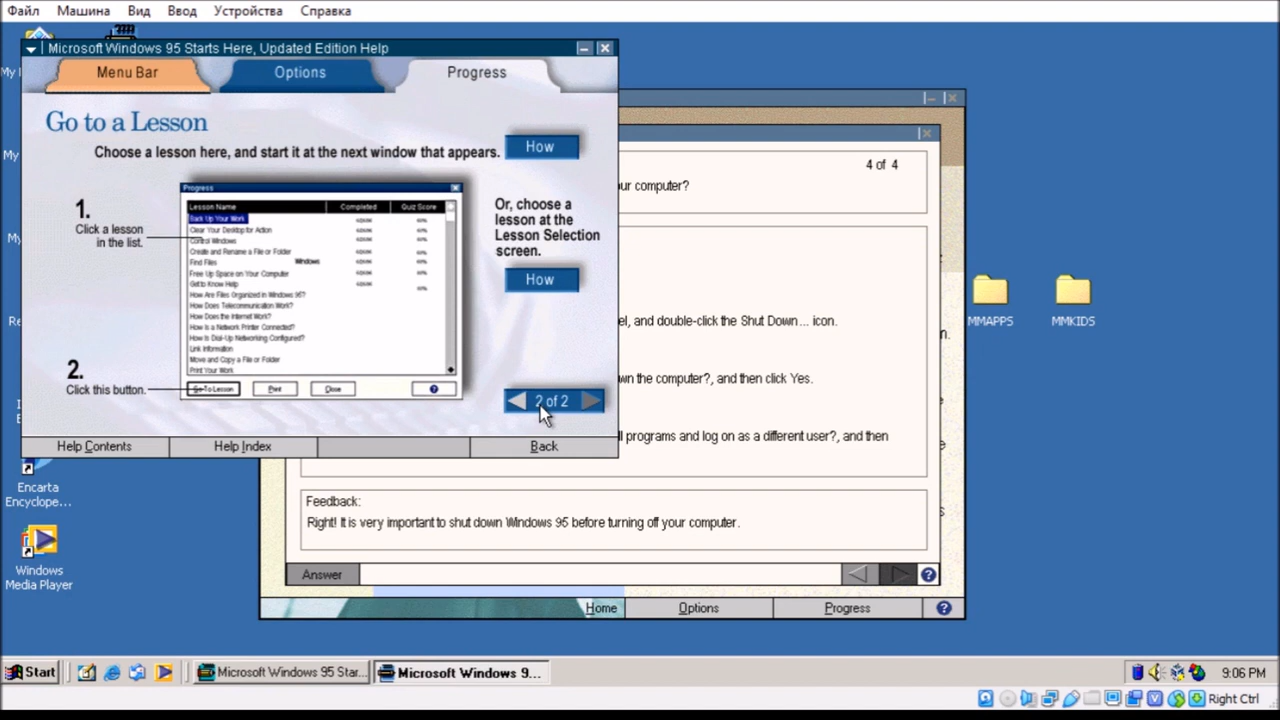 Файл Машина Вид Ввод Устройства Справка
Microsoft Windows 95 Starts Here, Updated Edition Help
Menu Bar Options Progress
Go to a Lesson
Choose a lesson here, and start it at the next window that appears. How
Progress
Lesson Name Completed Quiz Score
Back Up Your Work
Clear Your Desktop for Action
Control Windows
Create and Rename a File or Folder
Find Files Windows
Free Up Space on Your Computer
Get to Know Help
How Are Files Organized in Windows 95?
How Does Telecommunication Work?
How Does the Internet Work?
How Is a Network Printer Connected?
How Is Dial-Up Networking Configured?
Link Information
Move and Copy a File or Folder
Print Your Work
Go To Lesson Print Close
1.
Click a lesson
in the list.
2.
Click this button.
Or, choose a
lesson at the
Lesson Selection
screen.
How
2 of 2
Help Contents Help Index Back
4 of 4
ur computer?
el, and double-click the Shut Down... icon.
wn the computer?, and then click Yes.
ll programs and log on as a different user?, and then
Feedback:
Right! It is very important to shut down Windows 95 before turning off your computer.
Answer
Home Options Progress
n.
MMAPPS MMKIDS
My
My
My
Re
Encarta
Encyclope...
Windows
Media Player
Start Microsoft Windows 95 Star... Microsoft Windows 9... 9:06 PM
Right Ctrl